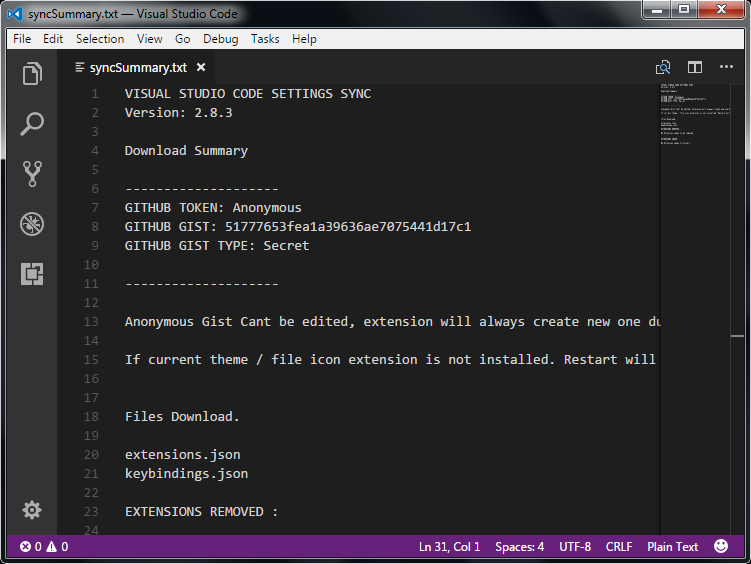 syncSummary.txt — Visual Studio Code
File Edit Selection View Go Debug Tasks Help
syncSummary.txt
1 VISUAL STUDIO CODE SETTINGS SYNC
2 Version: 2.8.3
3
4 Download Summary
5
6 --------------------
7 GITHUB TOKEN: Anonymous
8 GITHUB GIST: 51777653fea1a39636ae7075441d17c1
9 GITHUB GIST TYPE: Secret
10
11 --------------------
12
13 Anonymous Gist Cant be edited, extension will always create new one du
14
15 If current theme / file icon extension is not installed. Restart will
16
17
18 Files Download.
19
20 extensions.json
21 keybindings.json
22
23 EXTENSIONS REMOVED :
24
0 0 Ln 31, Col 1 Spaces: 4 UTF-8 CRLF Plain Text